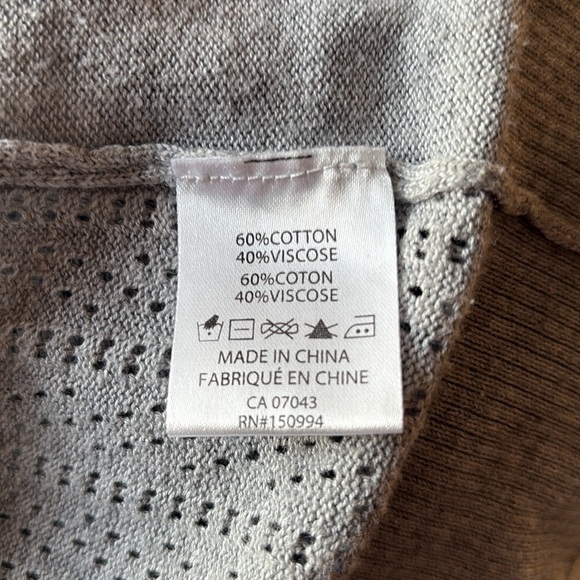 60%COTTON
40%VISCOSE
60%COTON
40%VISCOSE
MADE IN CHINA
FABRIQUÉ EN CHINE
CA 07043
RN#150994